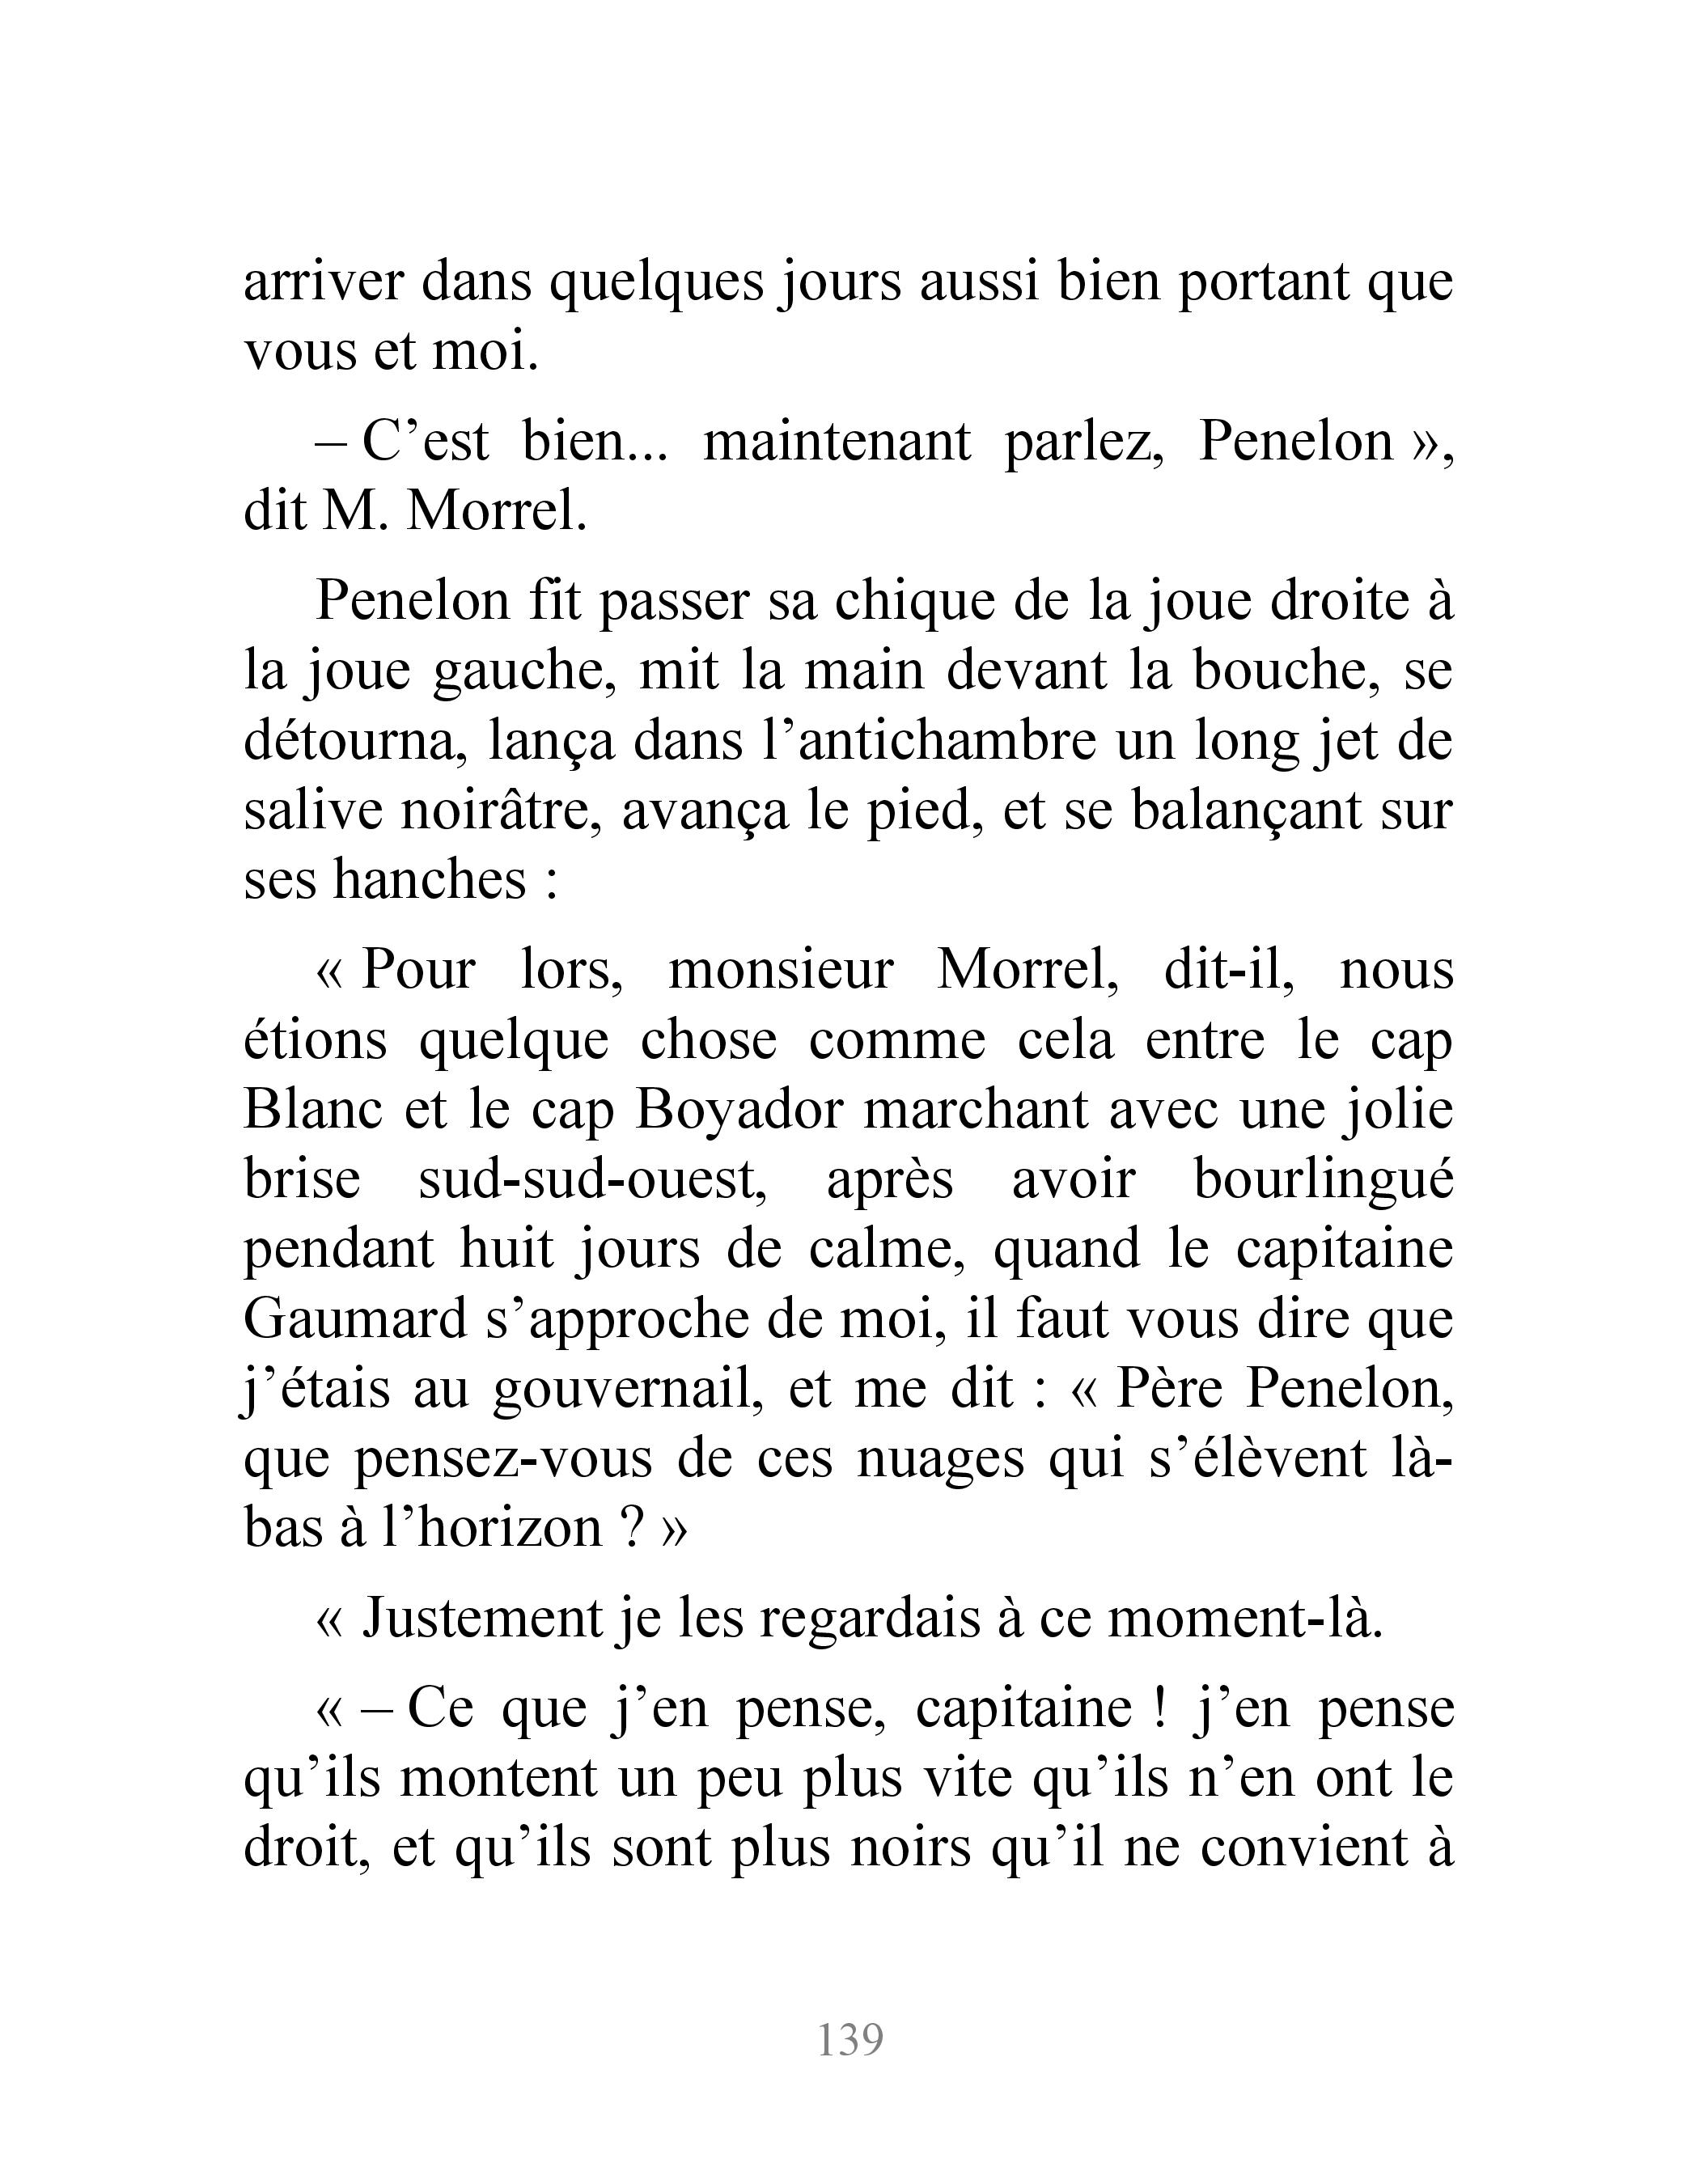 arriver dans quelques jours aussi bien portant que
vous et moi.
– C’est bien... maintenant parlez, Penelon »,
dit M. Morrel.
Penelon fit passer sa chique de la joue droite à
la joue gauche, mit la main devant la bouche, se
détourna, lança dans l’antichambre un long jet de
salive noirâtre, avança le pied, et se balançant sur
ses hanches :
« Pour lors, monsieur Morrel, dit-il, nous
étions quelque chose comme cela entre le cap
Blanc et le cap Boyador marchant avec une jolie
brise sud-sud-ouest, après avoir bourlingué
pendant huit jours de calme, quand le capitaine
Gaumard s’approche de moi, il faut vous dire que
j’étais au gouvernail, et me dit : « Père Penelon,
que pensez-vous de ces nuages qui s’élèvent là-
bas à l’horizon ? »
« Justement je les regardais à ce moment-là.
« – Ce que j’en pense, capitaine ! j’en pense
qu’ils montent un peu plus vite qu’ils n’en ont le
droit, et qu’ils sont plus noirs qu’il ne convient à
139